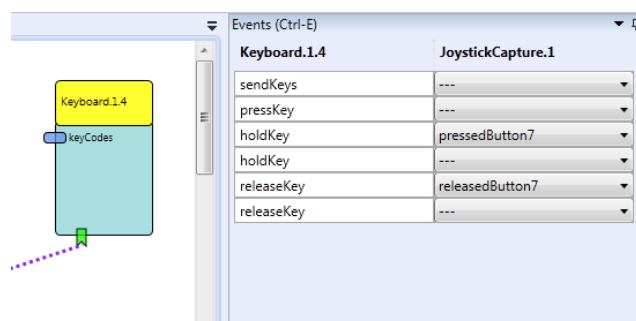 Events (Ctrl-E)
Keyboard.1.4 JoystickCapture.1
sendKeys ---
pressKey ---
holdKey pressedButton7
holdKey ---
releaseKey releasedButton7
releaseKey ---
Keyboard.1.4
keyCodes